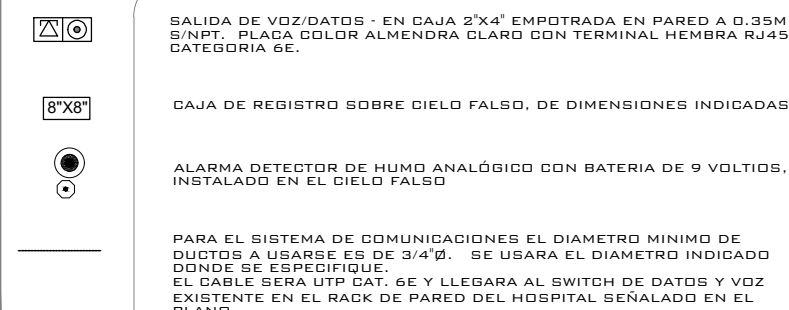 SALIDA DE VOZ/DATOS - EN CAJA 2"X4" EMPOTRADA EN PARED A 0.35M
S/NPT. PLACA COLOR ALMENDRA CLARO CON TERMINAL HEMBRA RJ45
CATEGORIA 6E.
8"X8"
CAJA DE REGISTRO SOBRE CIELO FALSO, DE DIMENSIONES INDICADAS
ALARMA DETECTOR DE HUMO ANALÓGICO CON BATERIA DE 9 VOLTIOS,
INSTALADO EN EL CIELO FALSO
PARA EL SISTEMA DE COMUNICACIONES EL DIAMETRO MINIMO DE
DUCTOS A USARSE ES DE 3/4"Ø. SE USARA EL DIAMETRO INDICADO
DONDE SE ESPECIFIQUE.
EL CABLE SERA UTP CAT. 6E Y LLEGARA AL SWITCH DE DATOS Y VOZ
EXISTENTE EN EL RACK DE PARED DEL HOSPITAL SEÑALADO EN EL
PLANO